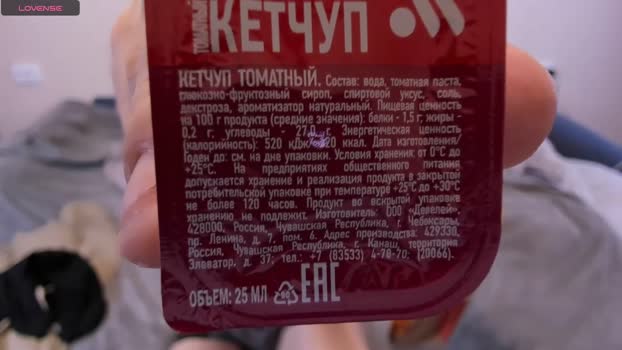 LOVENSE
ТОМАТНЫЙ
КЕТЧУП
КЕТЧУП ТОМАТНЫЙ. Состав: вода, томатная паста,
глюкозно-фруктозный сироп, спиртовой уксус, соль,
декстроза, ароматизатор натуральный. Пищевая ценность
на 100 г продукта (средние значения): белки - 1,5 г; жиры -
0,2 г; углеводы - 27,0 г. Энергетическая ценность
(калорийность): 520 кДж/120 ккал. Дата изготовления/
Годен до: см. на дне упаковки. Условия хранения: от 0°С до
+25°С. На предприятиях общественного питания
допускается хранение и реализация продукта в закрытой
потребительской упаковке при температуре +25°С до +30°С
не более 120 часов. Продукт во вскрытой упаковке
хранению не подлежит. Изготовитель: ООО «Девелей»,
428000, Россия, Чувашская Республика, г. Чебоксары,
пр. Ленина, д. 7, пом. 6. Адрес производства: 429330,
Россия, Чувашская Республика, г. Канаш, территория
Элеватор, д. 37; тел.: +7 (83533) 4-78-70; (20066).
ОБЪЕМ: 25 МЛ
EAC